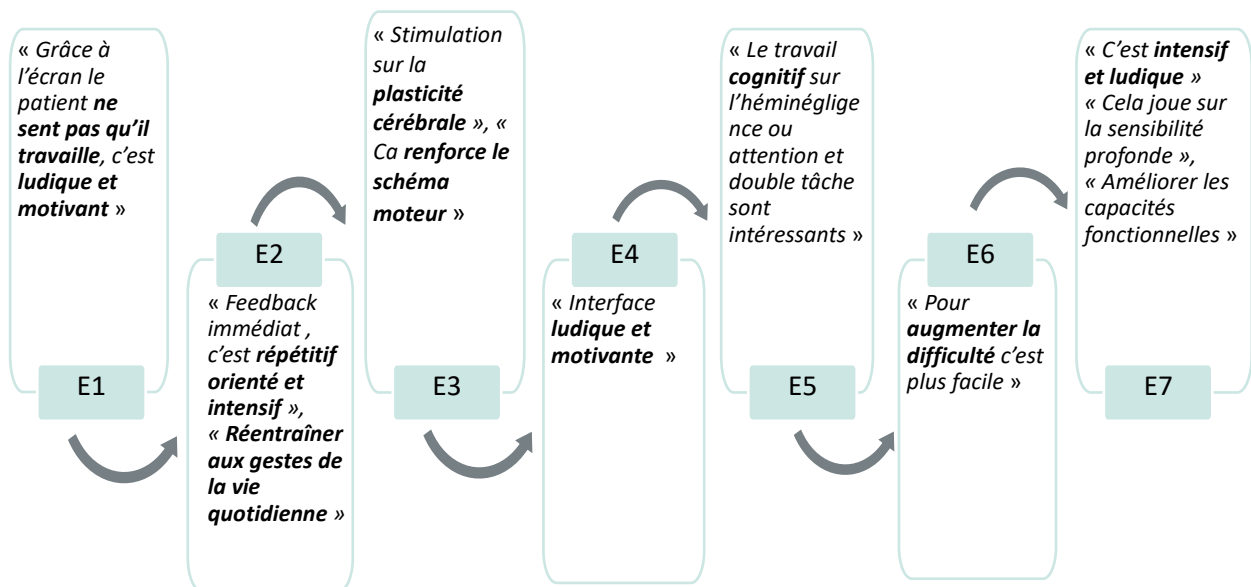 « Grâce à
l'écran le
patient ne
sent pas qu'il
travaille, c'est
ludique et
motivant »
E1
E2
« Feedback
immédiat ,
c'est répétitif
orienté et
intensif »,
« Réentraîner
aux gestes de
la vie
quotidienne »
« Stimulation
sur la
plasticité
cérébrale », «
Ca renforce le
schéma
moteur »
E3
E4
« Interface
ludique et
motivante »
« Le travail
cognitif sur
l'héminéglige
nce ou
attention et
double tâche
sont
intéressants »
E5
E6
« Pour
augmenter la
difficulté c'est
plus facile »
« C'est intensif
et ludique »
« Cela joue sur
la sensibilité
profonde »,
« Améliorer les
capacités
fonctionnelles »
E7